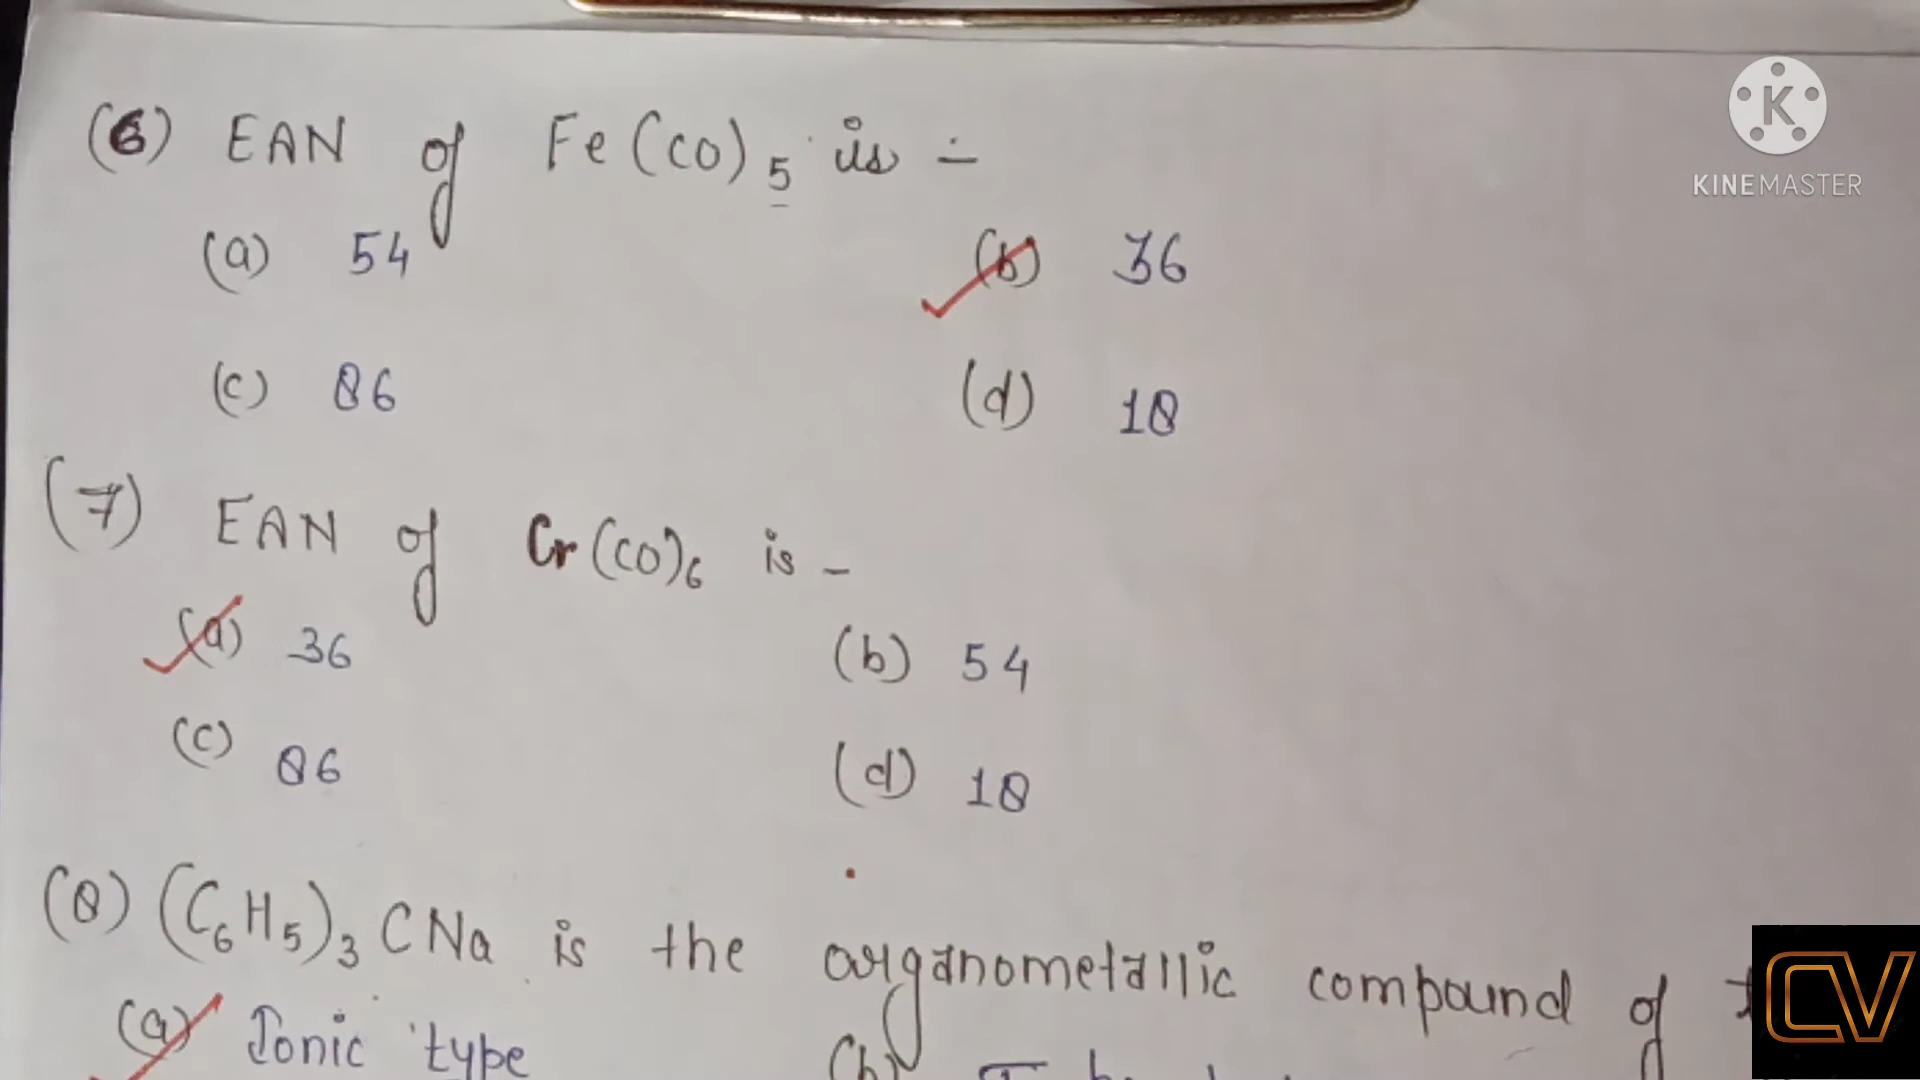 (6) EAN of Fe(CO)5 is :-
(a) 54 (b) 36
(c) 86 (d) 18
(7) EAN of Cr(CO)6 is -
(a) 36 (b) 54
(c) 86 (d) 18
(8) (C6H5)3CNa is the organometallic compound of
(a) Ionic type (b)
KINEMASTER
CV